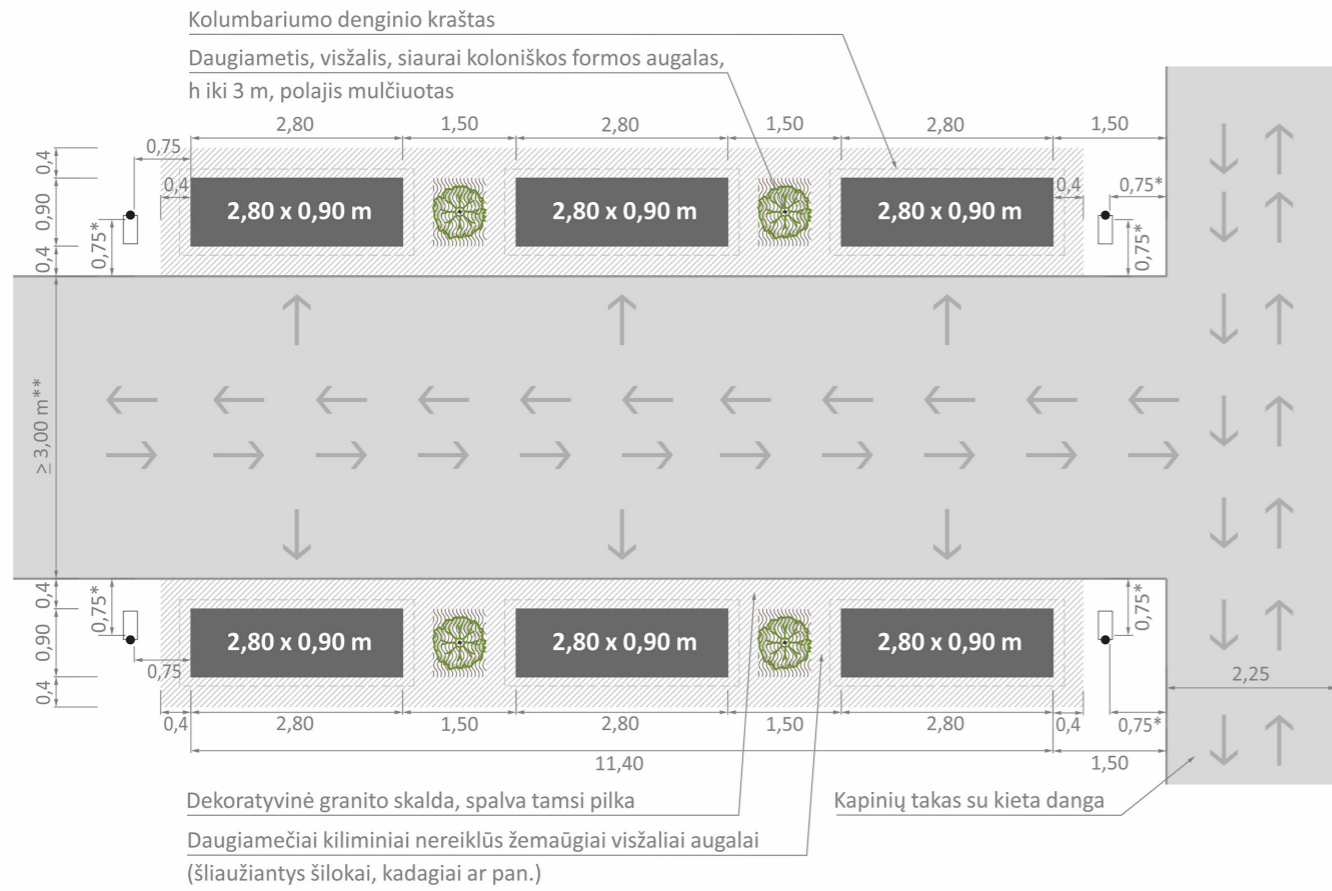 Kolumbariumo denginio kraštas
Daugiametis, visžalis, siaurai koloniškos formos augalas,
h iki 3 m, polajis mulčiuotas
2,80 1,50 2,80 1,50 2,80 1,50
0,75
0,4
0,4 0,4 0,75*
0,90
2,80 x 0,90 m 2,80 x 0,90 m 2,80 x 0,90 m
0,75* 0,75*
0,4
≥ 3,00 m**
0,4
0,75* 0,75*
0,90
2,80 x 0,90 m 2,80 x 0,90 m 2,80 x 0,90 m
0,75
2,25
0,4
0,4 2,80 1,50 2,80 1,50 2,80 0,4 0,75*
11,40 1,50
Dekoratyvinė granito skalda, spalva tamsi pilka
Kapinių takas su kieta danga
Daugiamečiai kiliminiai nereiklūs žemaūgiai visžaliai augalai
(šliaužiantys šilokai, kadagiai ar pan.)